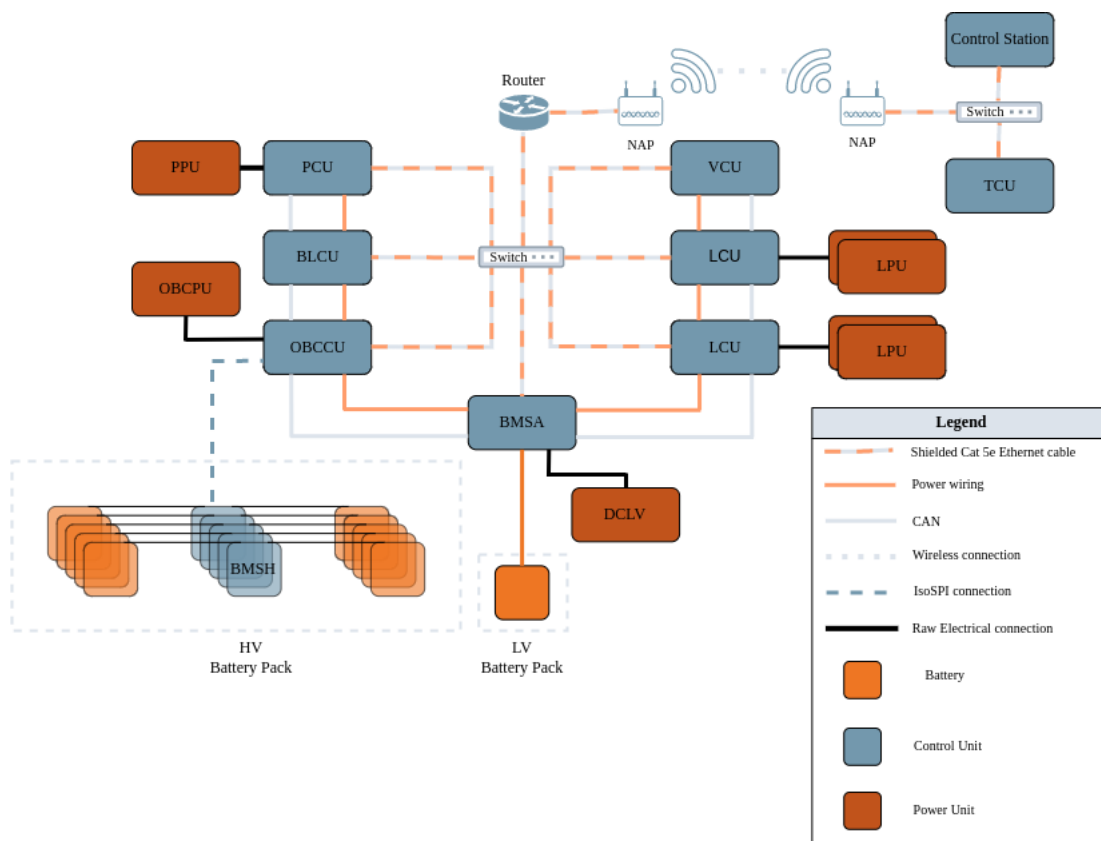 Control Station
Router
Switch
NAP
NAP
PPU
PCU
VCU
TCU
BLCU
Switch
LCU
LPU
OBCPU
OBCCU
LCU
LPU
BMSA
DCLV
BMSH
HV
Battery Pack
LV
Battery Pack
Legend
Shielded Cat 5e Ethernet cable
Power wiring
CAN
Wireless connection
IsoSPI connection
Raw Electrical connection
Battery
Control Unit
Power Unit